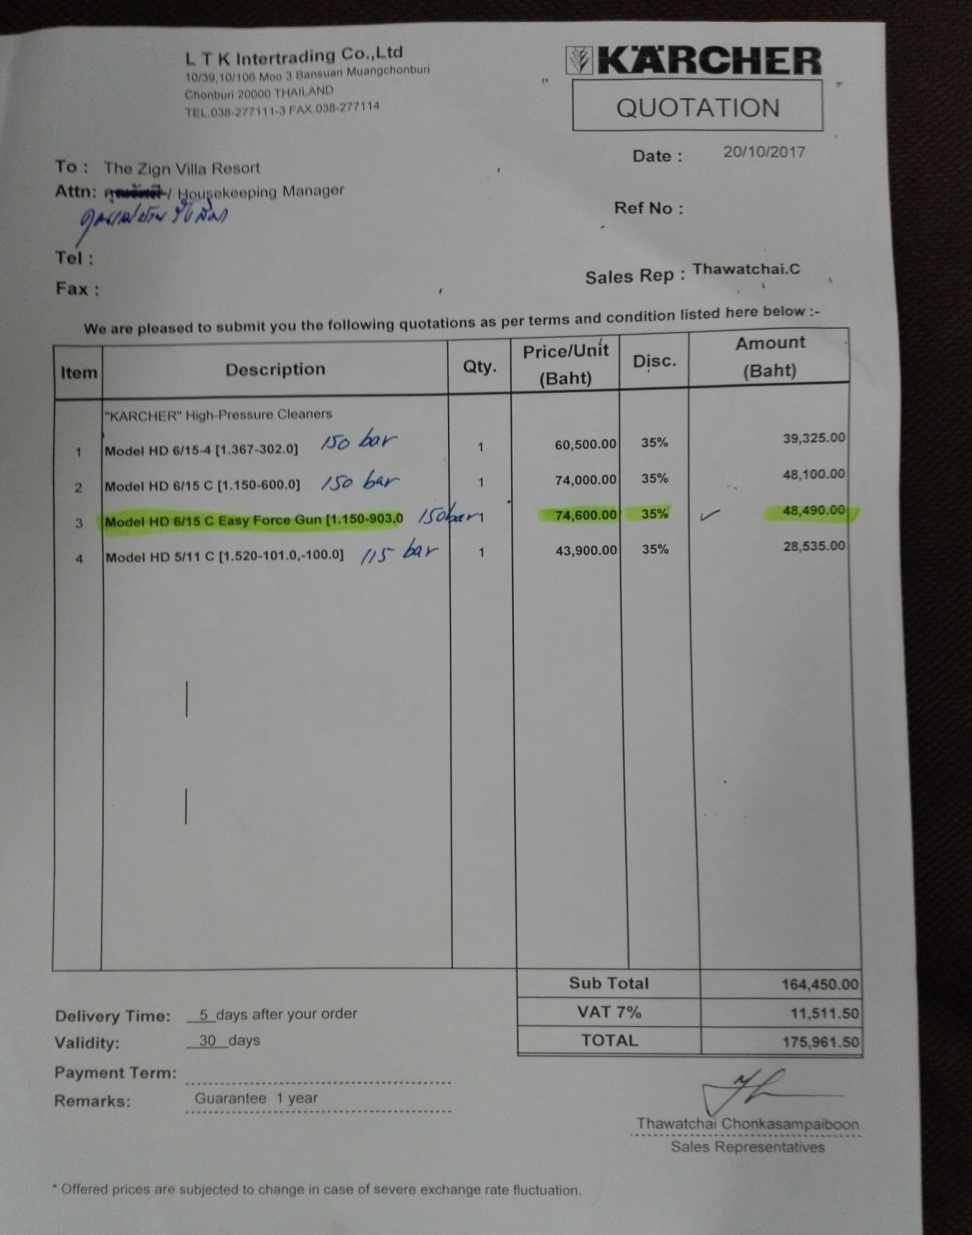 L T K Intertrading Co.,Ltd
10/39,10/106 Moo 3 Bansuan Muangchonburi
Chonburi 20000 THAILAND
TEL.038-277111-3 FAX.038-277114
KÄRCHER
QUOTATION
Date : 20/10/2017
To : The Zign Villa Resort
Attn: / Housekeeping Manager
Ref No :
Tel :
Fax :
Sales Rep : Thawatchai.C
We are pleased to submit you the following quotations as per terms and condition listed here below :-
Item Description Qty. Price/Unit (Baht) Disc. Amount (Baht)
"KARCHER" High-Pressure Cleaners
1 Model HD 6/15-4 [1.367-302.0] 150 bar 1 60,500.00 35% 39,325.00
2 Model HD 6/15 C [1.150-600.0] 150 bar 1 74,000.00 35% 48,100.00
3 Model HD 6/15 C Easy Force Gun [1.150-903.0 150bar 1 74,600.00 35% ✓ 48,490.00
4 Model HD 5/11 C [1.520-101.0,-100.0] 115 bar 1 43,900.00 35% 28,535.00
Sub Total 164,450.00
VAT 7% 11,511.50
TOTAL 175,961.50
Delivery Time: 5 days after your order
Validity: 30 days
Payment Term:
Remarks: Guarantee 1 year
Thawatchai Chonkasampaiboon
Sales Representatives
* Offered prices are subjected to change in case of severe exchange rate fluctuation.